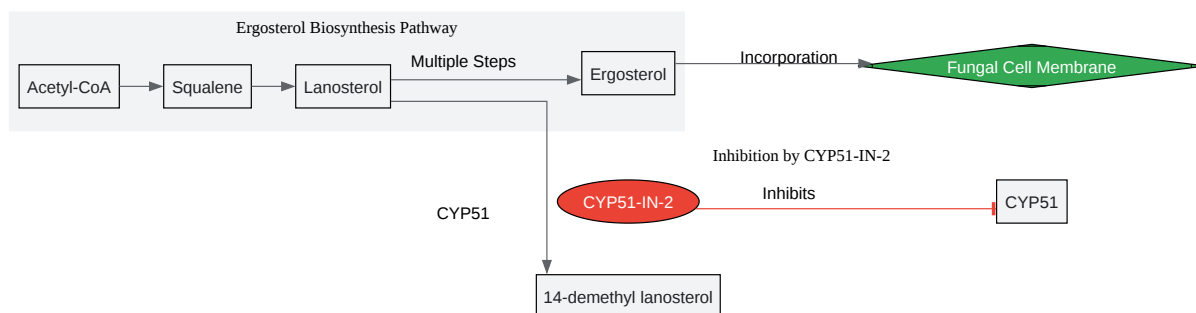 Ergosterol Biosynthesis Pathway
Acetyl-CoA
Squalene
Lanosterol
Multiple Steps
Ergosterol
Incorporation
Fungal Cell Membrane
Inhibition by CYP51-IN-2
CYP51
CYP51-IN-2
Inhibits
CYP51
14-demethyl lanosterol